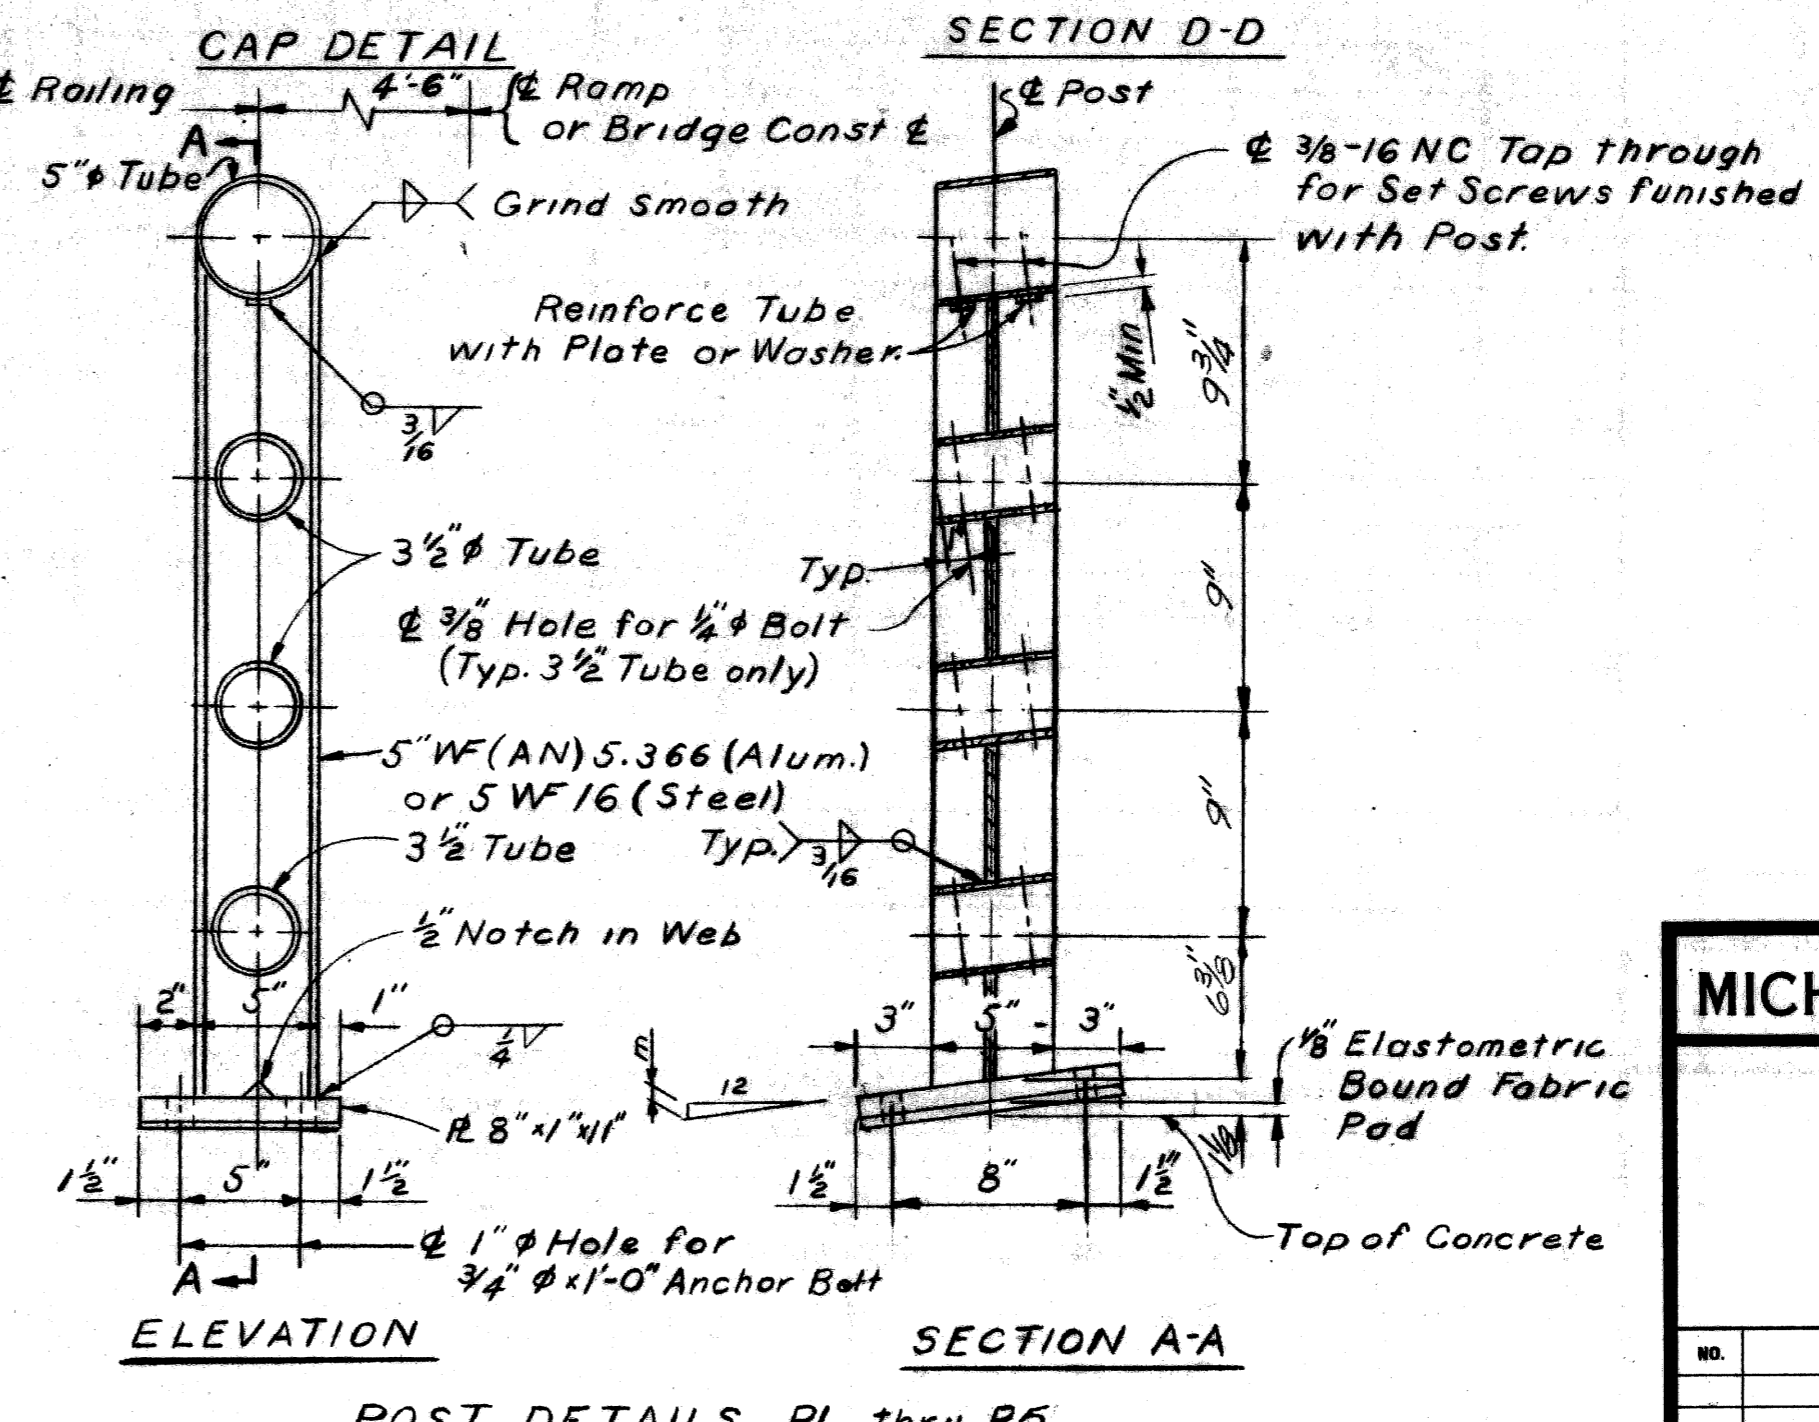 CAP DETAIL
SECTION D-D
℄ Railing
4'-6"
℄ Ramp
or Bridge Const ℄
A
5"ϕ Tube
Grind Smooth
℄ Post
℄ 3/8-16 NC Tap through
for Set Screws funished
with Post.
Reinforce Tube
with Plate or Washer.
1/2" Min
9 3/4"
3/16
3 1/2" ϕ Tube
Typ.
9"
℄ 3/8" Hole for 1/4" ϕ Bolt
(Typ. 3 1/2" Tube only)
5" WF (AN) 5.366 (Alum.)
or 5 WF 16 (Steel)
9"
3 1/2" Tube
Typ.
3/16
1/2" Notch in Web
6 3/8"
2"
5"
1"
1/4
3"
5"
3"
12
1/8" Elastometric
Bound Fabric
Pad
℄ 8"x1"x11"
1 1/8
1 1/2"
5"
1 1/2"
1 1/2"
8"
1 1/2"
Top of Concrete
℄ 1" ϕ Hole for
3/4" ϕ x 1'-0" Anchor Bolt
A
ELEVATION
SECTION A-A
POST DETAILS P1 thru P5
MICH
NO.